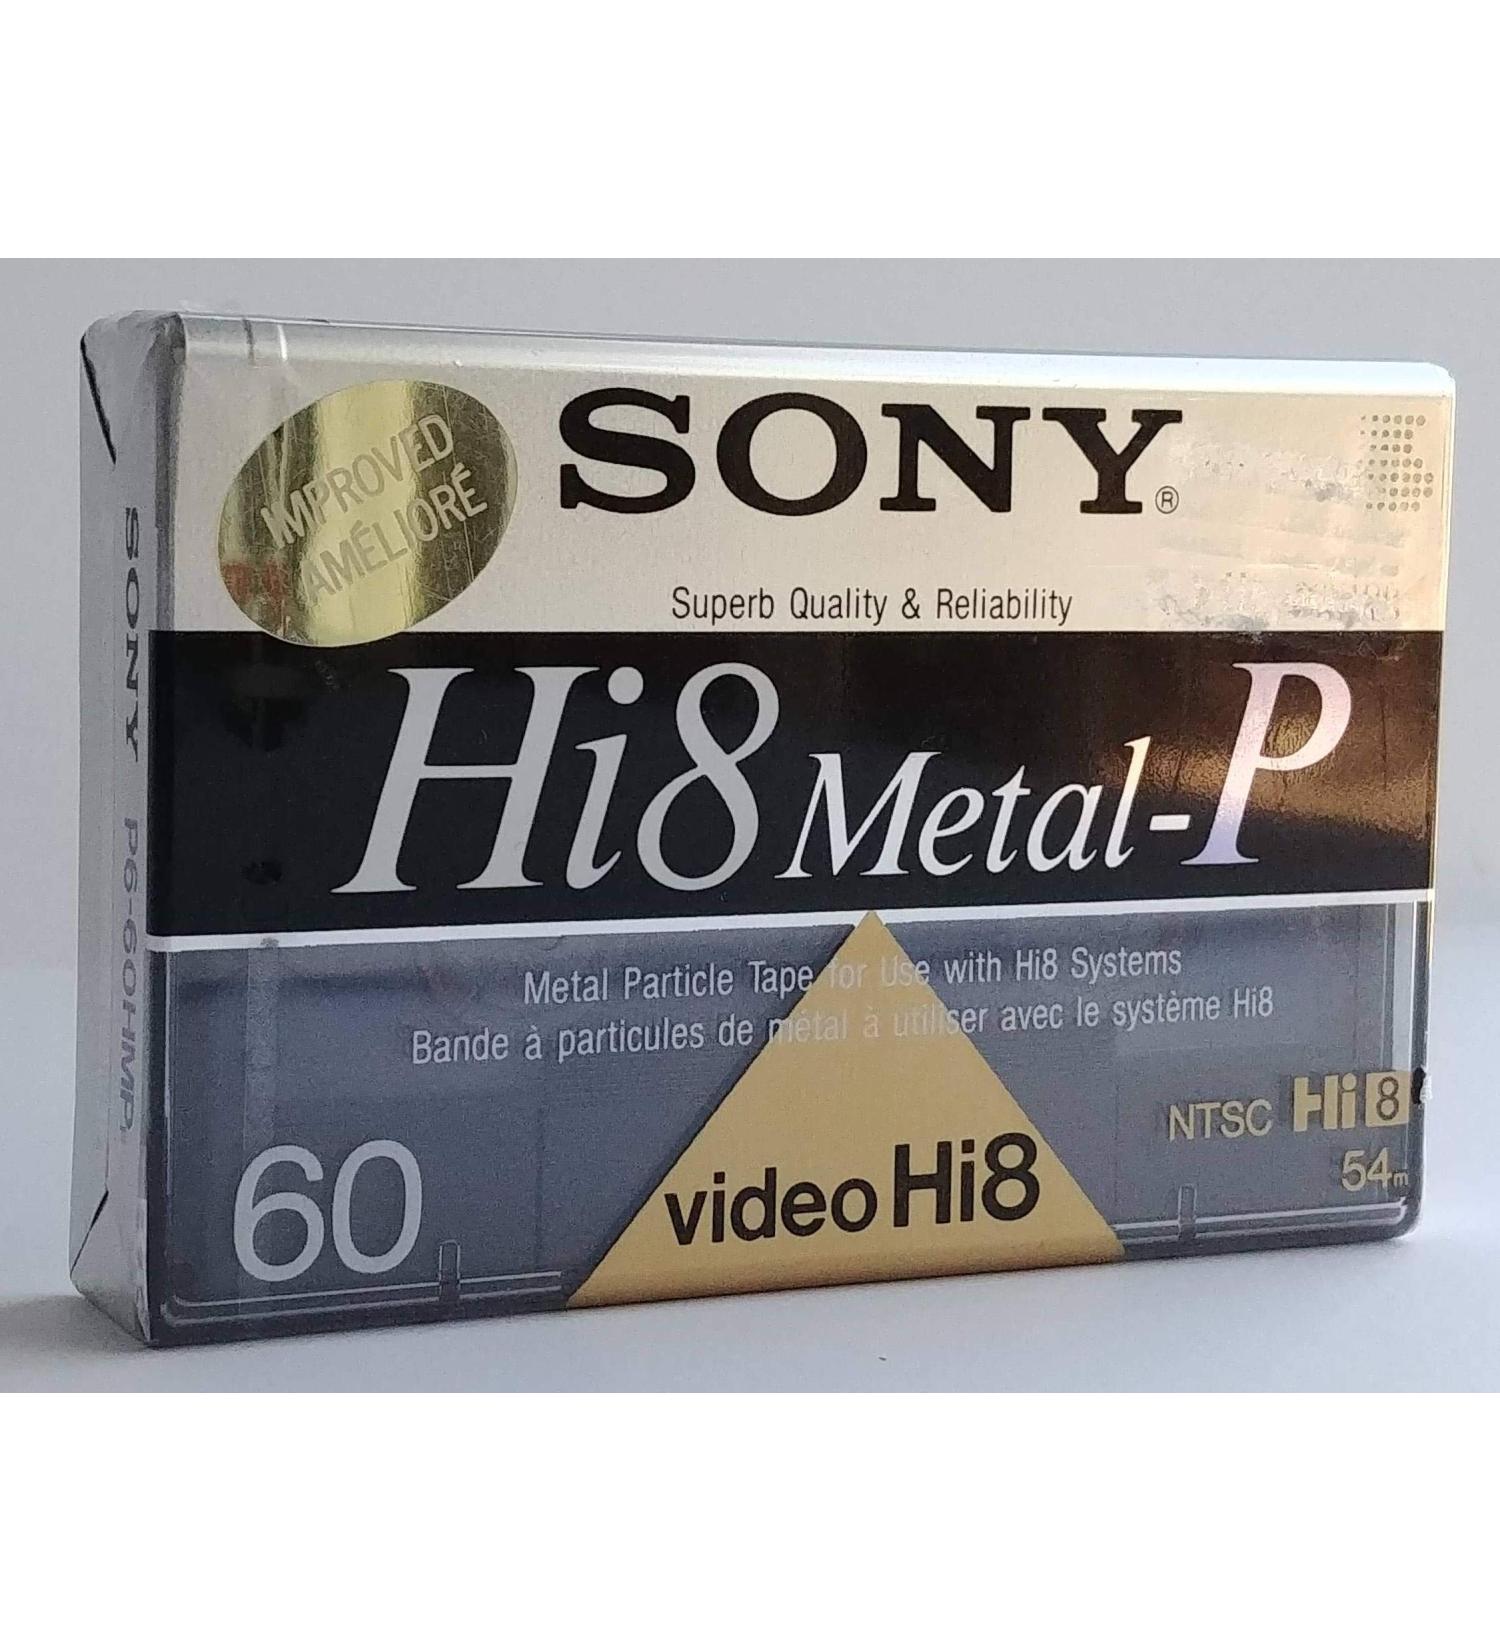 IMPROVED
AMÉLIORÉ
SONY®
Superb Quality & Reliability
Hi8 Metal-P
Metal Particle Tape for Use with Hi8 Systems
Bande à particules de métal à utiliser avec le système Hi8
60
video Hi8
NTSC Hi8
54m
SONY P6-60HMP